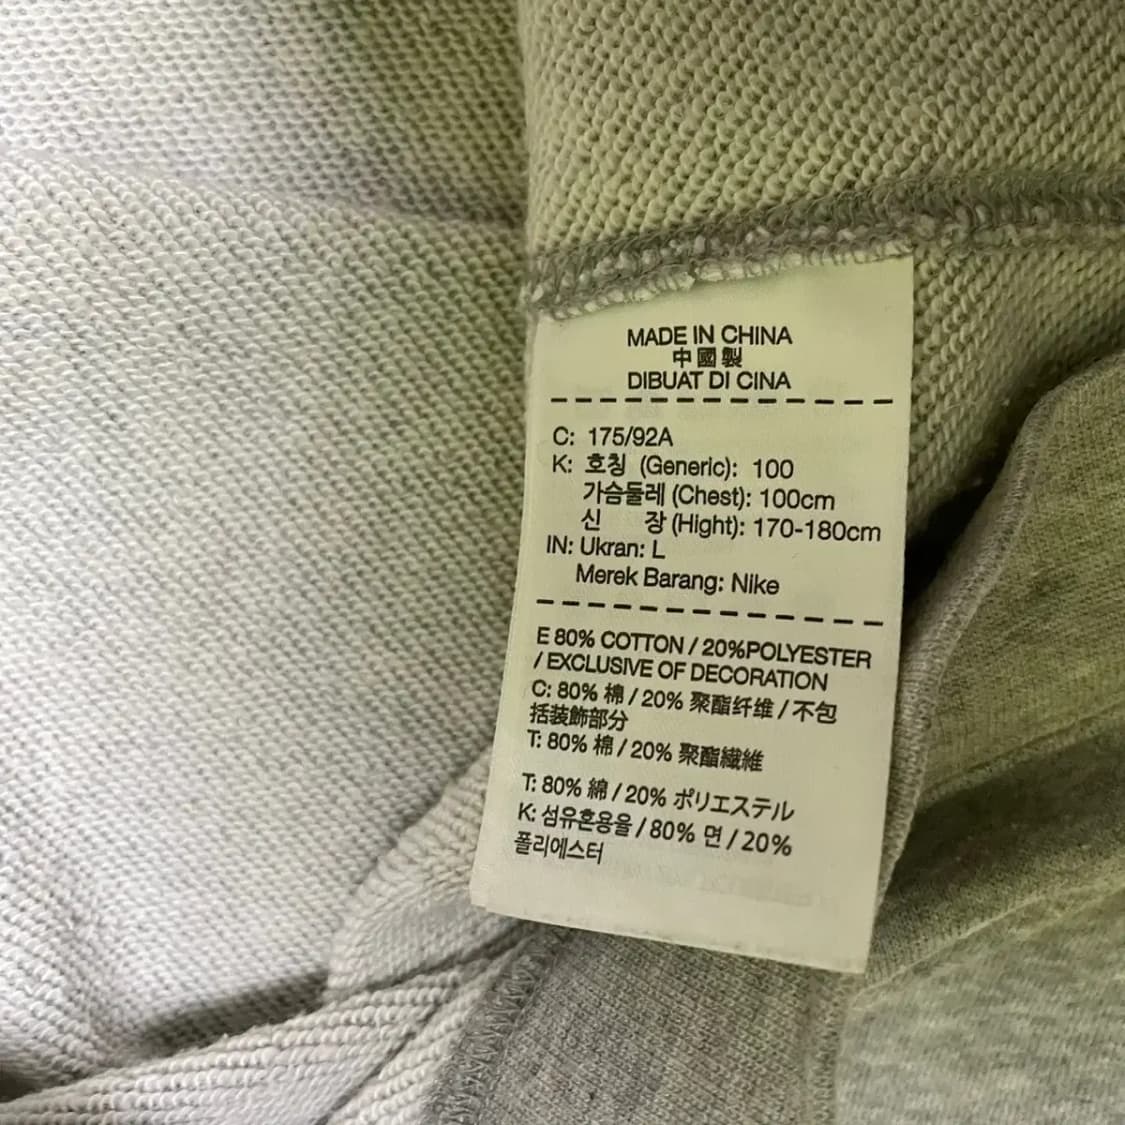 MADE IN CHINA
中國製
DIBUAT DI CINA
C: 175/92A
K: 호칭 (Generic): 100
가슴둘레 (Chest): 100cm
신 장 (Hight): 170-180cm
IN: Ukran: L
Merek Barang: Nike
E 80% COTTON / 20%POLYESTER
/ EXCLUSIVE OF DECORATION
C: 80% 棉 / 20% 聚酯纤维 / 不包
括装飾部分
T: 80% 棉 / 20% 聚酯纖維
T: 80% 綿 / 20% ポリエステル
K: 섬유혼용율 / 80% 면 / 20%
폴리에스터